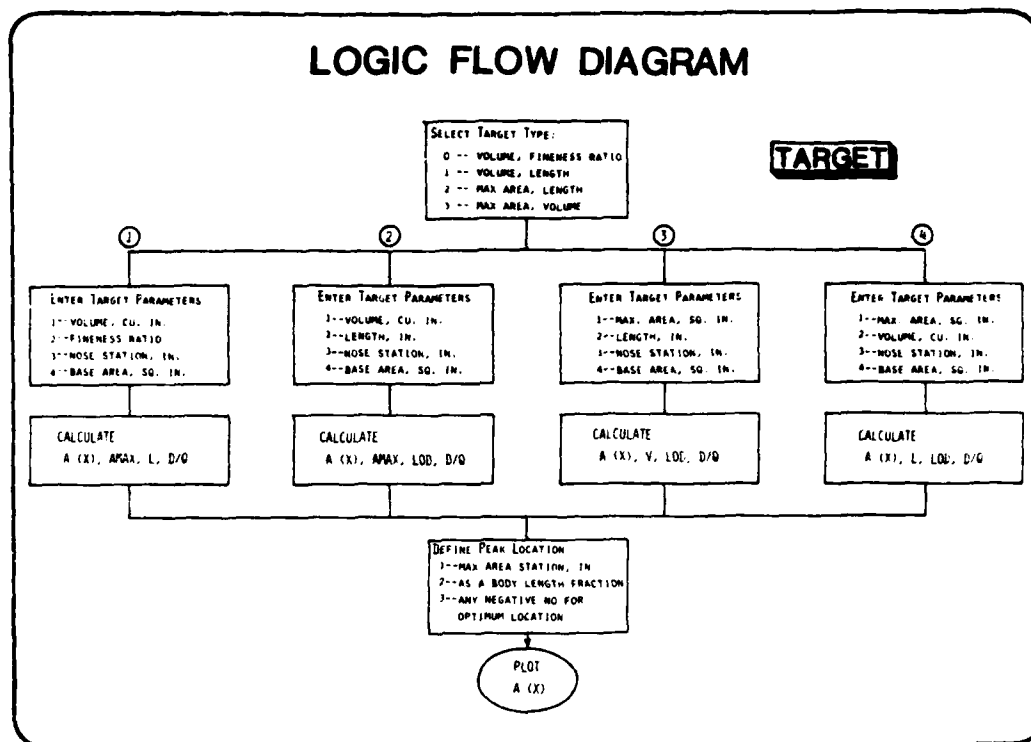 LOGIC FLOW DIAGRAM
SELECT TARGET TYPE:
0 -- VOLUME, FINENESS RATIO
1 -- VOLUME, LENGTH
2 -- MAX AREA, LENGTH
3 -- MAX AREA, VOLUME
TARGET
1
2
3
4
ENTER TARGET PARAMETERS
1--VOLUME, CU. IN.
2--FINENESS RATIO
3--NOSE STATION, IN.
4--BASE AREA, SQ. IN.
ENTER TARGET PARAMETERS
1--VOLUME, CU. IN.
2--LENGTH, IN.
3--NOSE STATION, IN.
4--BASE AREA, SQ. IN.
ENTER TARGET PARAMETERS
1--MAX. AREA, SQ. IN.
2--LENGTH, IN.
3--NOSE STATION, IN.
4--BASE AREA, SQ. IN.
ENTER TARGET PARAMETERS
1--MAX. AREA, SQ. IN.
2--VOLUME, CU. IN.
3--NOSE STATION, IN.
4--BASE AREA, SQ. IN.
CALCULATE
A (X), AMAX, L, D/Q
CALCULATE
A (X), AMAX, LOD, D/Q
CALCULATE
A (X), V, LOD, D/Q
CALCULATE
A (X), L, LOD, D/Q
DEFINE PEAK LOCATION
1--MAX AREA STATION, IN
2--AS A BODY LENGTH FRACTION
3--ANY NEGATIVE NO FOR
OPTIMUM LOCATION
PLOT
A (X)